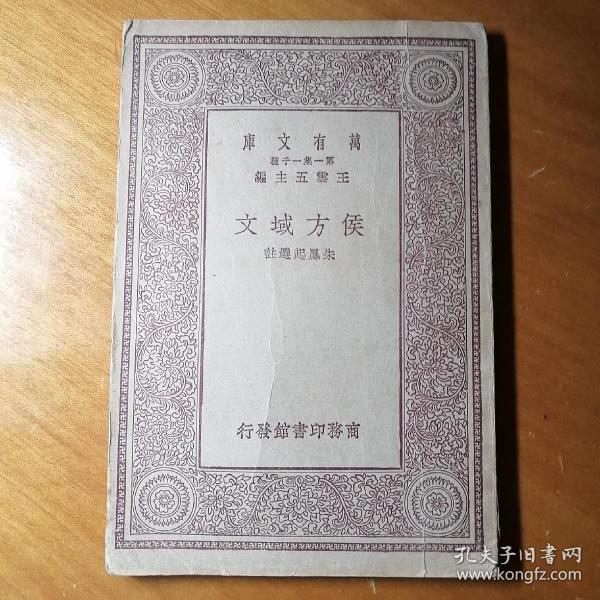 萬有文庫
第一集一千種
王雲五主編
侯方域文
朱鳳起選註
商務印書館發行
孔夫子旧书网
www.kongfz.com